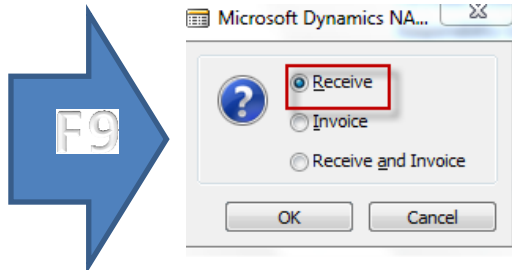 F9
Microsoft Dynamics NA...
Receive
Invoice
Receive and Invoice
OK
Cancel